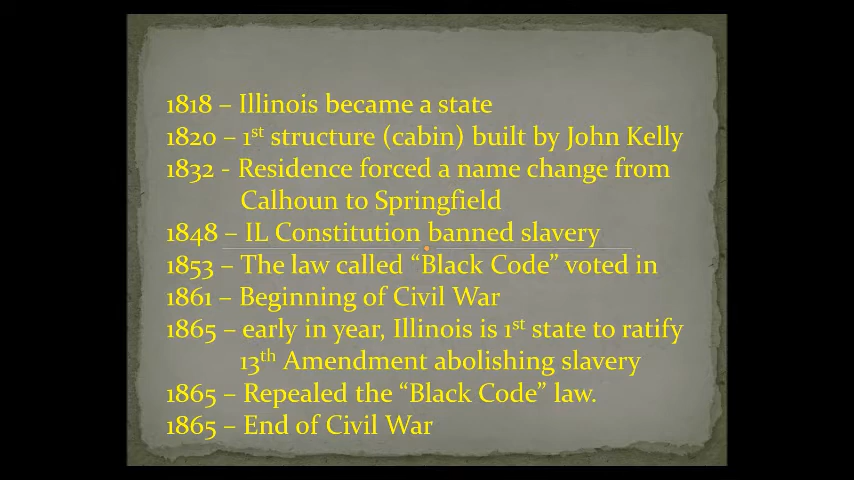 1818 – Illinois became a state
1820 – 1st structure (cabin) built by John Kelly
1832 - Residence forced a name change from
Calhoun to Springfield
1848 – IL Constitution banned slavery
1853 – The law called “Black Code” voted in
1861 – Beginning of Civil War
1865 – early in year, Illinois is 1st state to ratify
13th Amendment abolishing slavery
1865 – Repealed the “Black Code” law.
1865 – End of Civil War